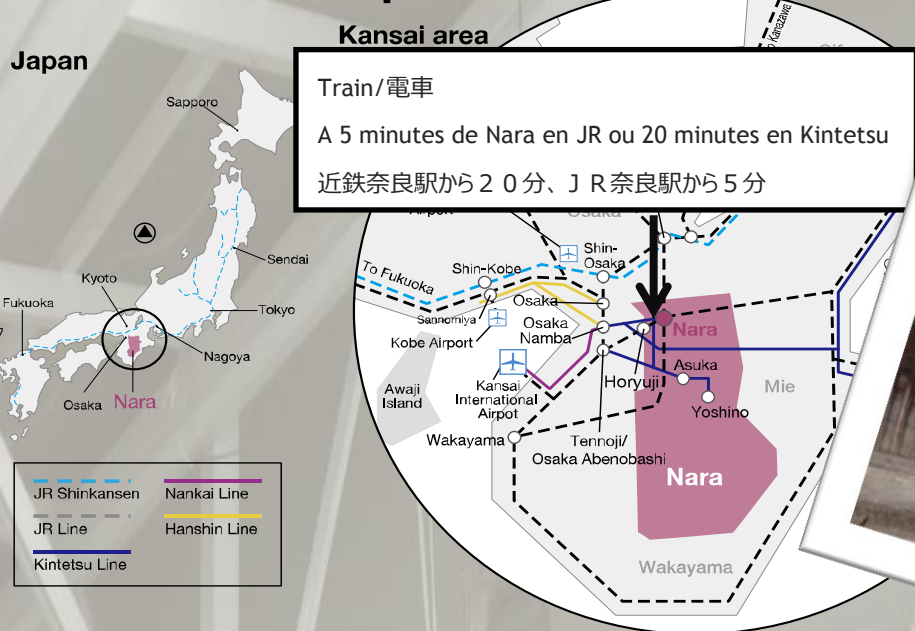 Kansai area
Japan
Train/電車
A 5 minutes de Nara en JR ou 20 minutes en Kintetsu
近鉄奈良駅から２０分、ＪＲ奈良駅から５分
to Kanazawa
Sapporo
Sendai
Kyoto
Fukuoka
Tokyo
Nagoya
Osaka
Nara
Airport
Osaka
To Fukuoka
Shin-Kobe
Shin-
Osaka
Sannomiya
Osaka
Kobe Airport
Osaka
Namba
Nara
Awaji
Island
Kansai
International
Airpot
Horyuji
Asuka
Mie
Yoshino
Wakayama
Tennoji/
Osaka Abenobashi
Nara
Wakayama
JR Shinkansen
Nankai Line
JR Line
Hanshin Line
Kintetsu Line